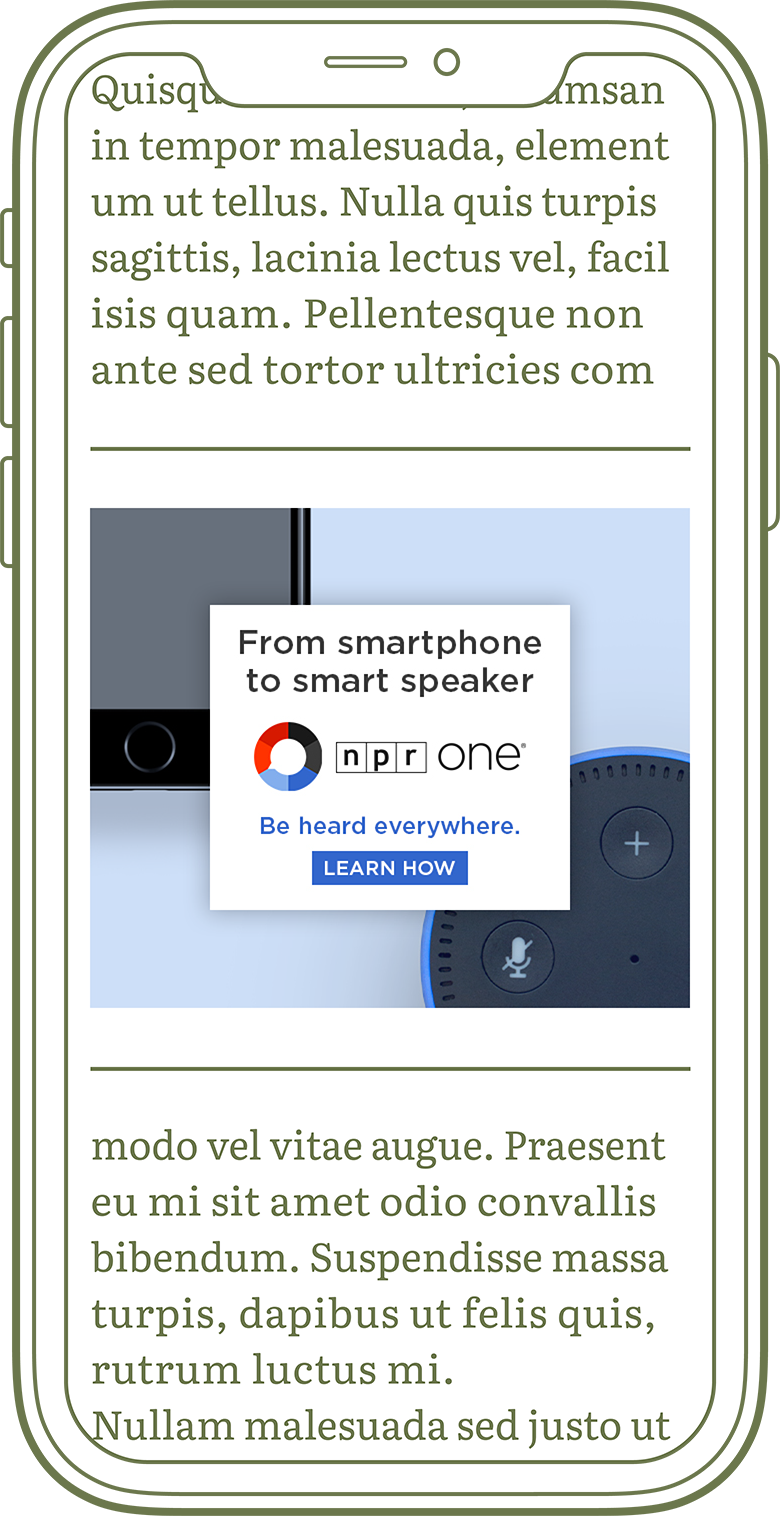 in tempor malesuada, element
um ut tellus. Nulla quis turpis
sagittis, lacinia lectus vel, facil
isis quam. Pellentesque non
ante sed tortor ultricies com
From smartphone
to smart speaker
npr one®
Be heard everywhere.
LEARN HOW
modo vel vitae augue. Praesent
eu mi sit amet odio convallis
bibendum. Suspendisse massa
turpis, dapibus ut felis quis,
rutrum luctus mi.
Nullam malesuada sed justo ut